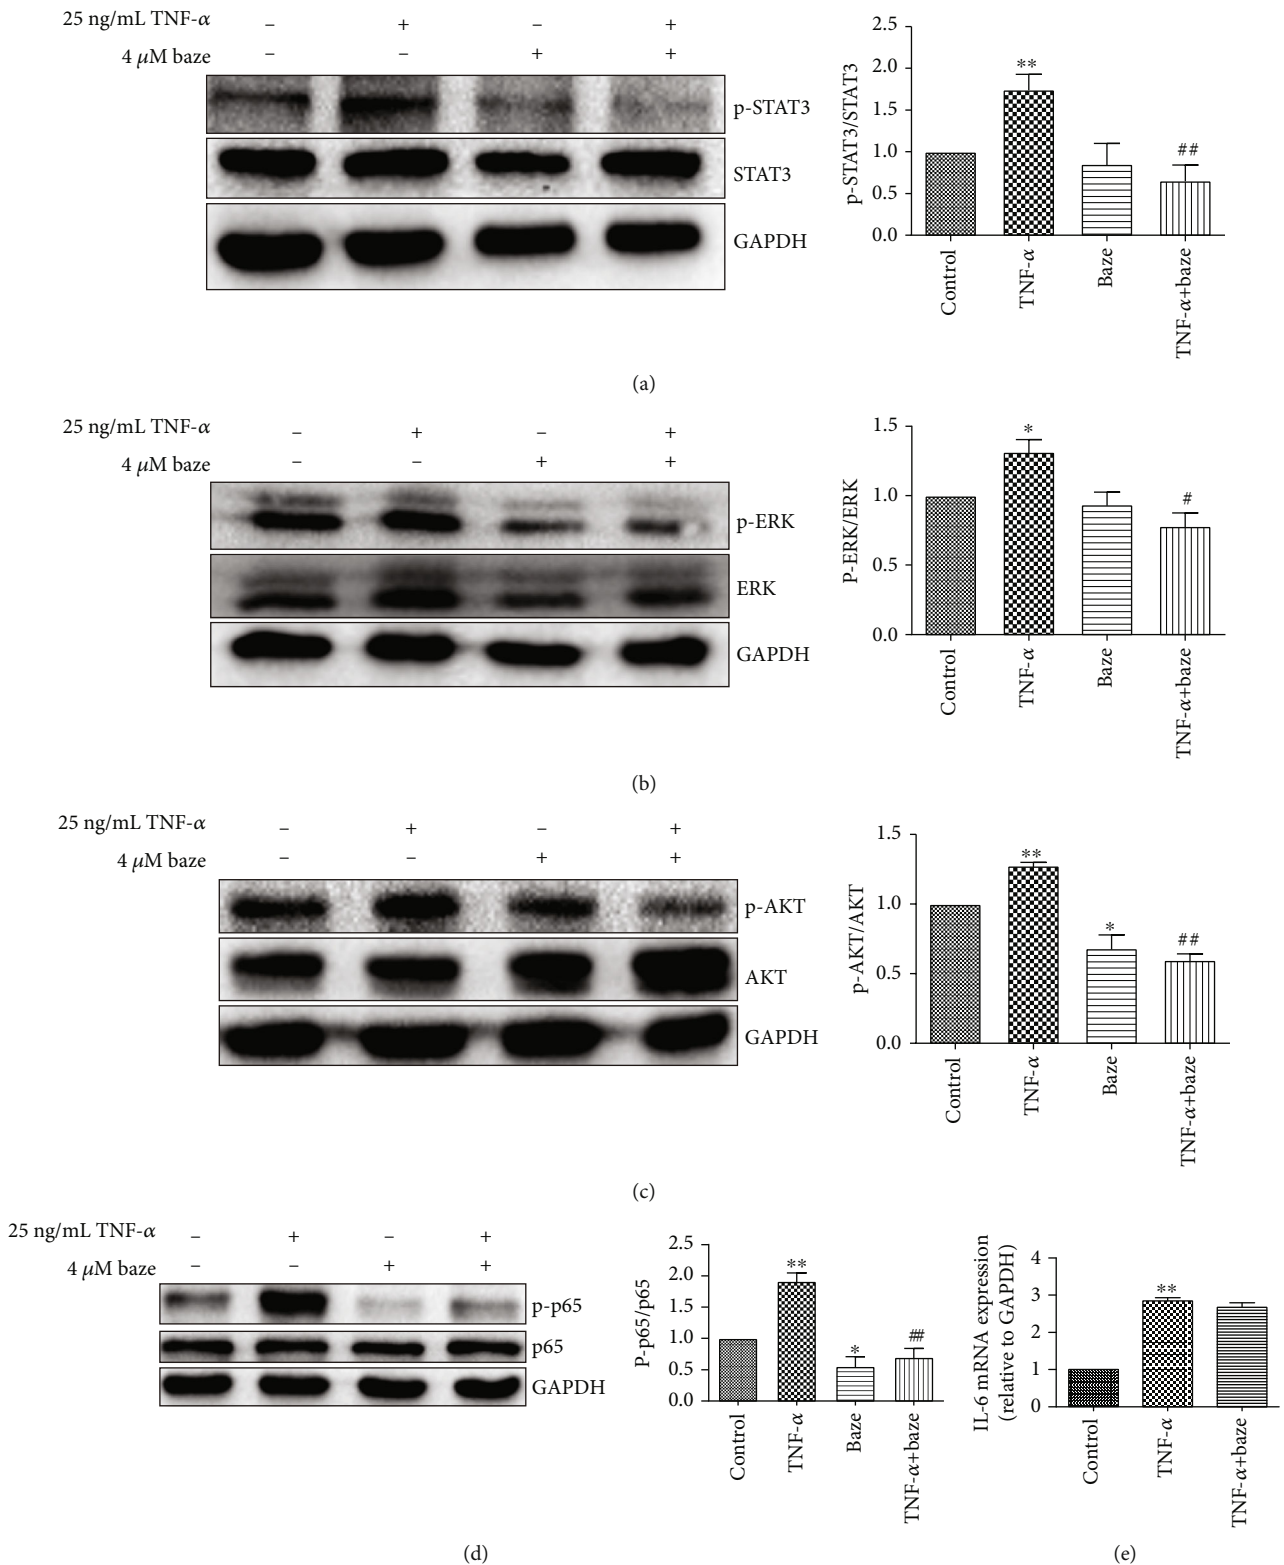 25 ng/mL TNF-α – + – +
4 μM baze – – + +
p-STAT3
STAT3
GAPDH
p-STAT3/STAT3
2.5
2.0
1.5
1.0
0.5
0.0
**
##
Control
TNF-α
Baze
TNF-α+baze
(a)
25 ng/mL TNF-α – + – +
4 μM baze – – + +
p-ERK
ERK
GAPDH
P-ERK/ERK
1.5
1.0
0.5
0.0
*
#
Control
TNF-α
Baze
TNF-α+baze
(b)
25 ng/mL TNF-α – + – +
4 μM baze – – + +
p-AKT
AKT
GAPDH
p-AKT/AKT
1.5
1.0
0.5
0.0
**
*
##
Control
TNF-α
Baze
TNF-α+baze
(c)
25 ng/mL TNF-α – + – +
4 μM baze – – + +
p-p65
p65
GAPDH
P-p65/p65
2.5
2.0
1.5
1.0
0.5
0.0
**
*
##
Control
TNF-α
Baze
TNF-α+baze
(d)
IL-6 mRNA expression
(relative to GAPDH)
4
3
2
1
0
**
Control
TNF-α
TNF-α+baze
(e)